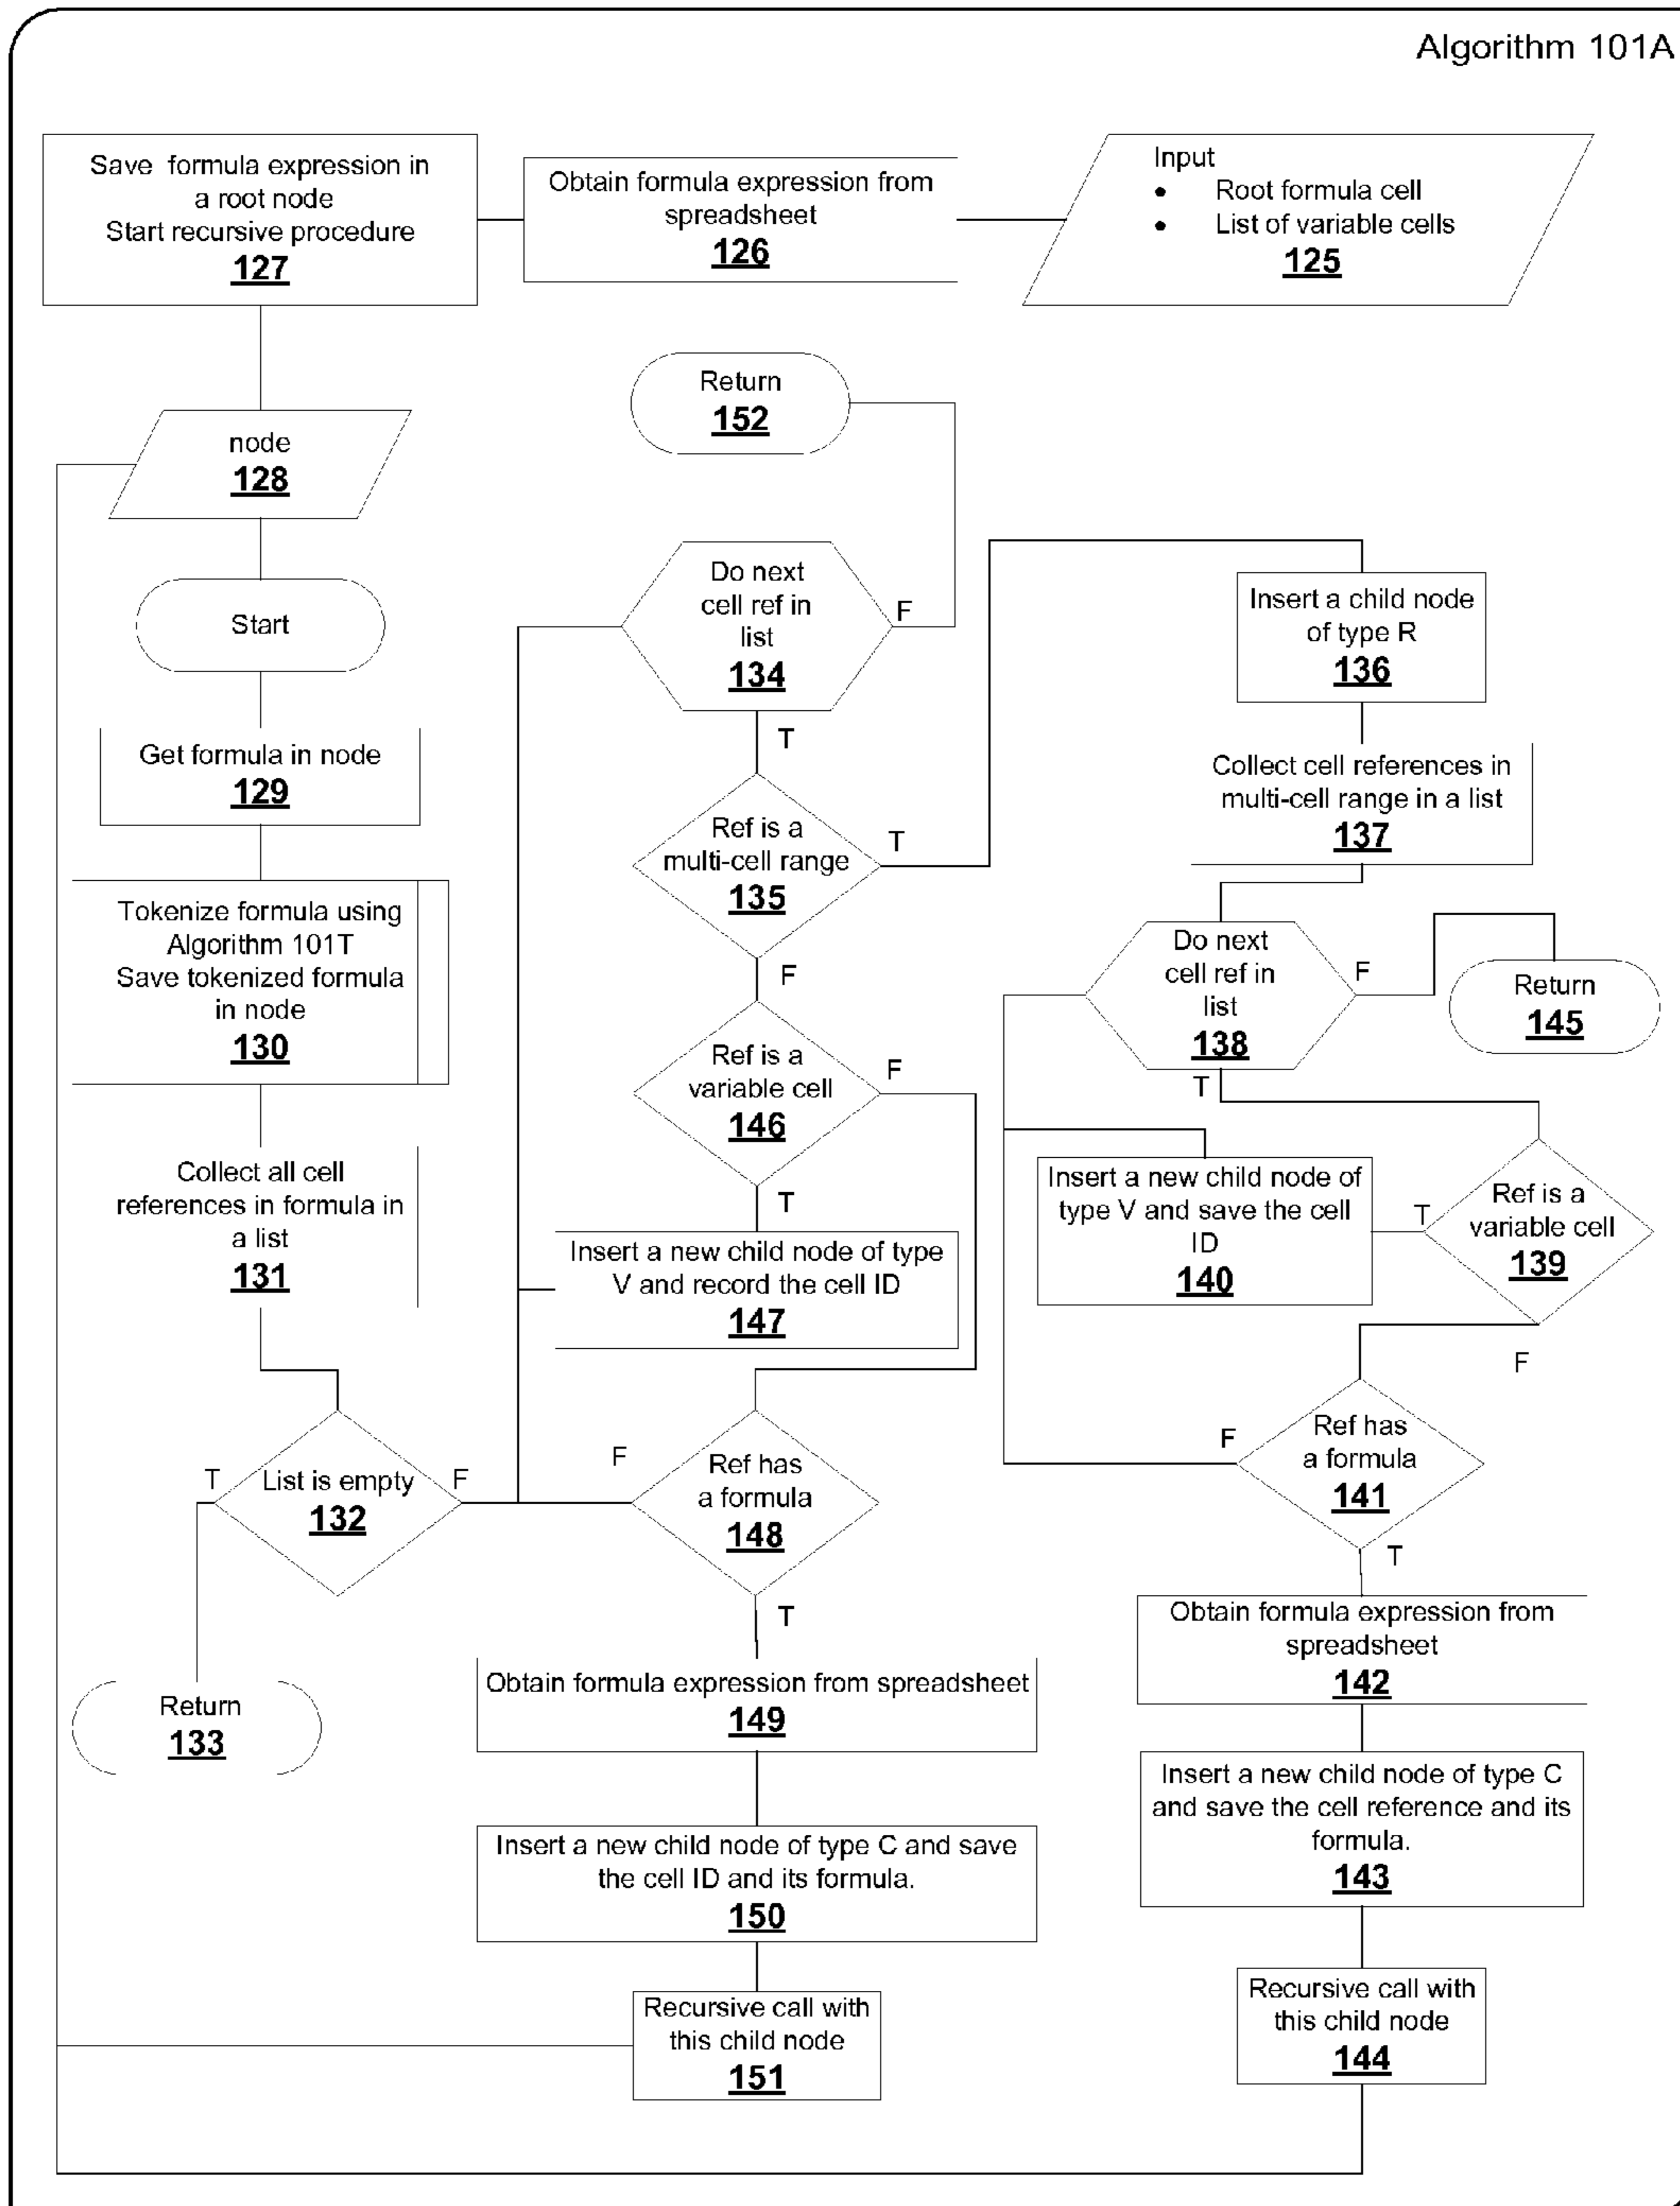 Algorithm 101A
Save formula expression in
a root node
Start recursive procedure
127
Obtain formula expression from
spreadsheet
126
Input
• Root formula cell
• List of variable cells
125
Return
152
node
128
Start
Get formula in node
129
Tokenize formula using
Algorithm 101T
Save tokenized formula
in node
130
Collect all cell
references in formula in
a list
131
T
List is empty
F
132
Return
133
Do next
cell ref in
list
F
134
T
Ref is a
multi-cell range
T
135
F
Ref is a
variable cell
F
146
T
Insert a new child node of type
V and record the cell ID
147
F
Ref has
a formula
148
T
Obtain formula expression from spreadsheet
149
Insert a new child node of type C and save
the cell ID and its formula.
150
Recursive call with
this child node
151
Insert a child node
of type R
136
Collect cell references in
multi-cell range in a list
137
Do next
cell ref in
list
F
138
T
Return
145
Ref is a
variable cell
T
139
F
Insert a new child node of
type V and save the cell
ID
140
F
Ref has
a formula
141
T
Obtain formula expression from
spreadsheet
142
Insert a new child node of type C
and save the cell reference and its
formula.
143
Recursive call with
this child node
144